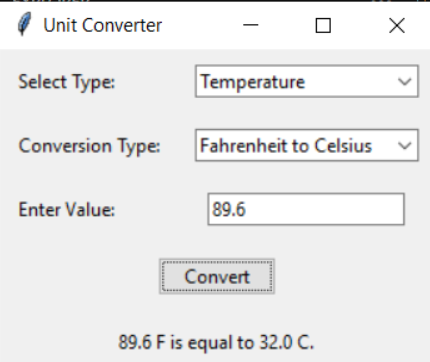 Unit Converter
Select Type: Temperature
Conversion Type: Fahrenheit to Celsius
Enter Value: 89.6
Convert
89.6 F is equal to 32.0 C.